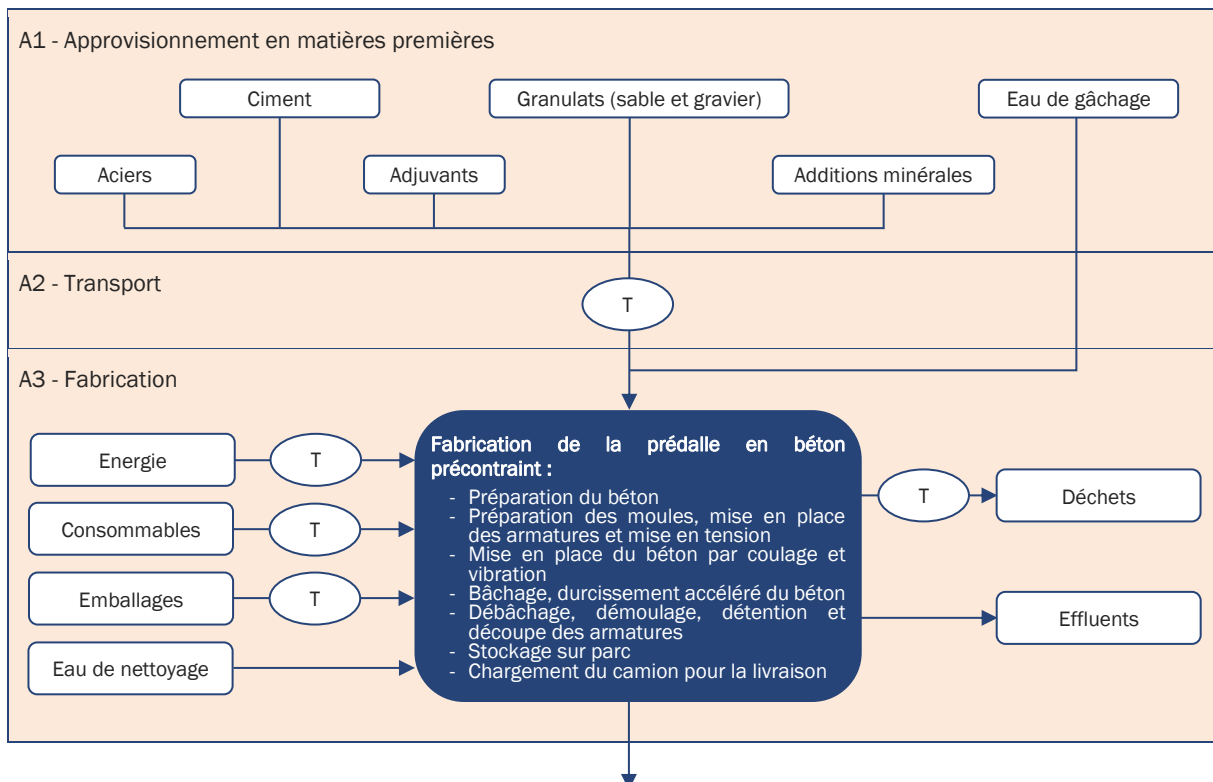 A1 - Approvisionnement en matières premières
Ciment
Granulats (sable et gravier)
Eau de gâchage
Aciers
Adjuvants
Additions minérales
A2 - Transport
T
A3 - Fabrication
Energie
T
Consommables
T
Emballages
T
Eau de nettoyage
Fabrication de la prédalle en béton
précontraint :
- Préparation du béton
- Préparation des moules, mise en place
des armatures et mise en tension
- Mise en place du béton par coulage et
vibration
- Bâchage, durcissement accéléré du béton
- Débâchage, démoulage, détention et
découpe des armatures
- Stockage sur parc
- Chargement du camion pour la livraison
T
Déchets
Effluents